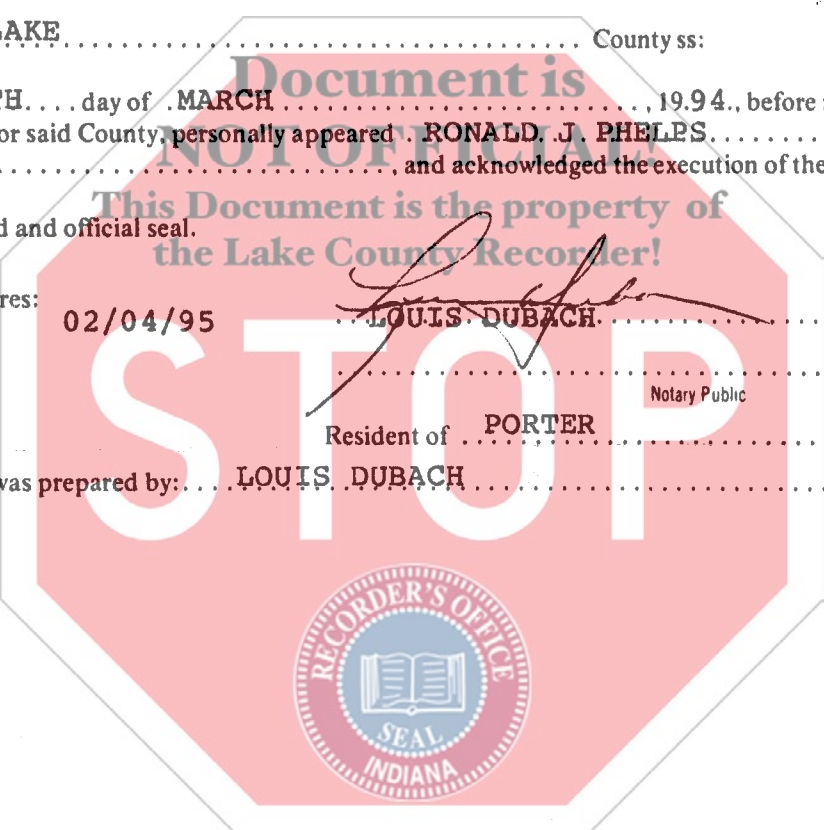 LAKE County ss:
Document is
TH day of MARCH, 1994, before
NOT OFFICIAL!
or said County, personally appeared RONALD J PHELPS
, and acknowledged the execution of the
This Document is the property of
d and official seal.
the Lake County Recorder!
res:
02/04/95
LOUIS DUBACH
STOP
Notary Public
Resident of PORTER
was prepared by: LOUIS DUBACH
RECORDER'S OFFICE
SEAL
INDIANA